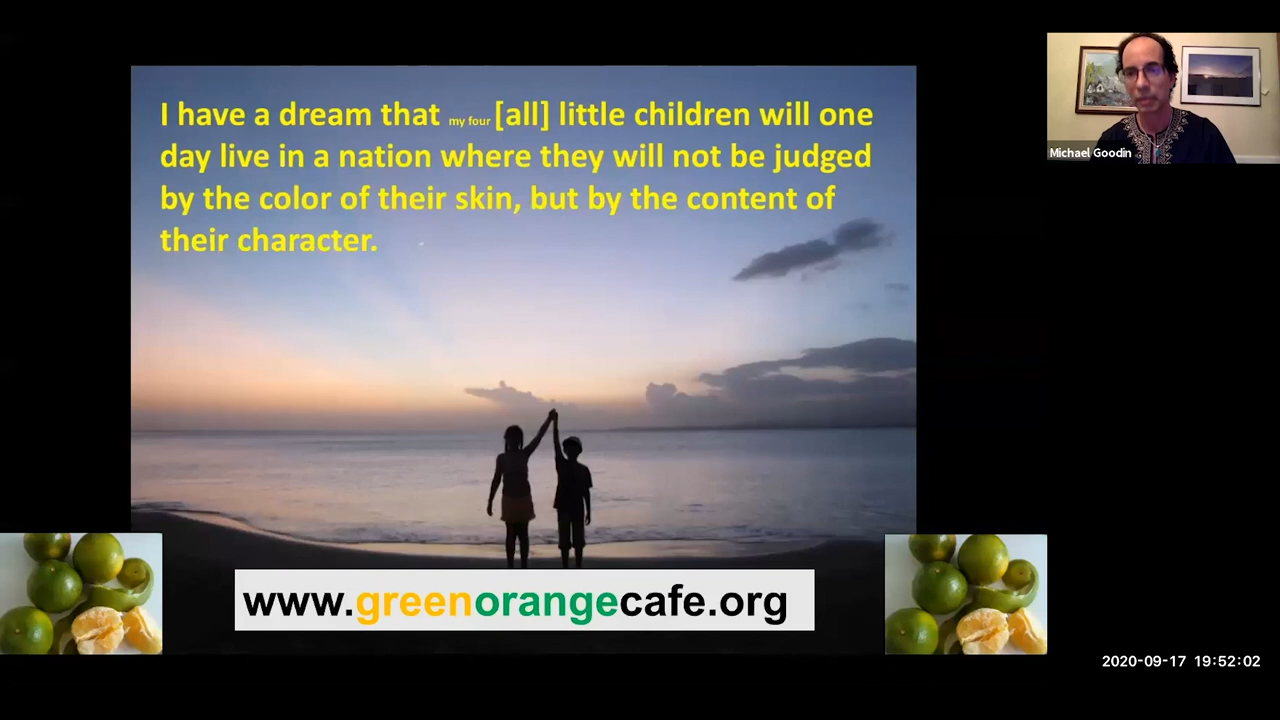 I have a dream that my four [all] little children will one
day live in a nation where they will not be judged
by the color of their skin, but by the content of
their character.
Michael Goodin
www.greenorangecafe.org
2020-09-17 19:52:02